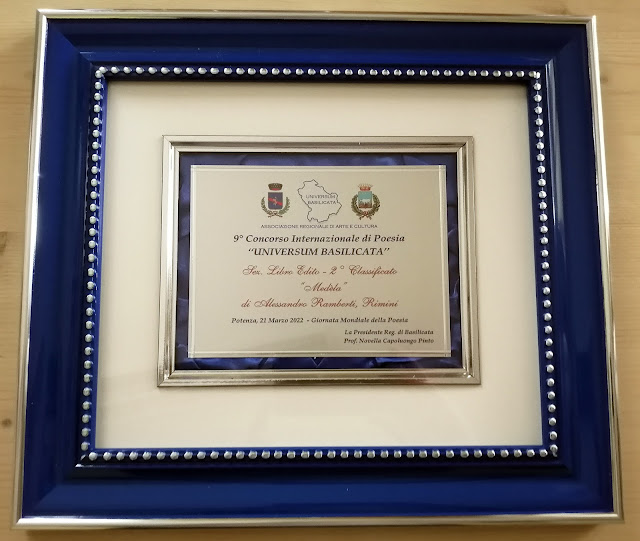 UNIVERSUM
BASILICATA
ASSOCIAZIONE REGIONALE DI ARTE E CULTURA
9° Concorso Internazionale di Poesia
"UNIVERSUM BASILICATA"
Sez. Libro Edito - 2° Classificato
"Medèla"
di Alessandro Ramberti, Rimini
Potenza, 21 Marzo 2022 - Giornata Mondiale della Poesia
La Presidente Reg. di Basilicata
Prof. Novella Capoluongo Pinto